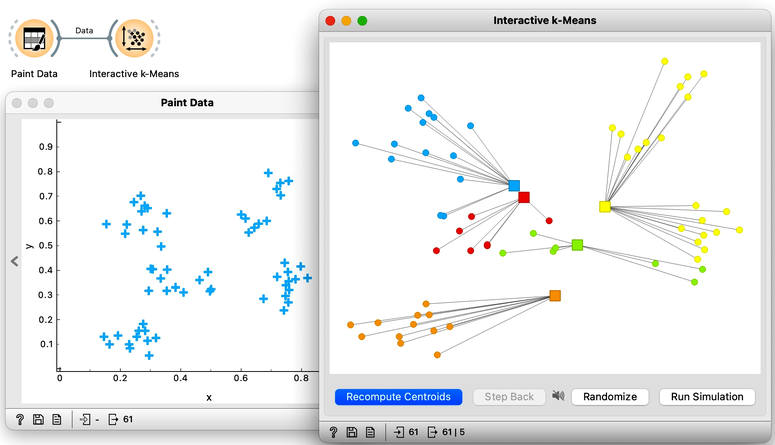 Data
Paint Data
Interactive k-Means
Paint Data
0.9
0.8
0.7
0.6
0.5
0.4
0.3
0.2
0.1
y
0
0.2
0.4
0.6
0.8
x
<
?
-
61
Interactive k-Means
Recompute Centroids
Step Back
Randomize
Run Simulation
?
61
61 | 5